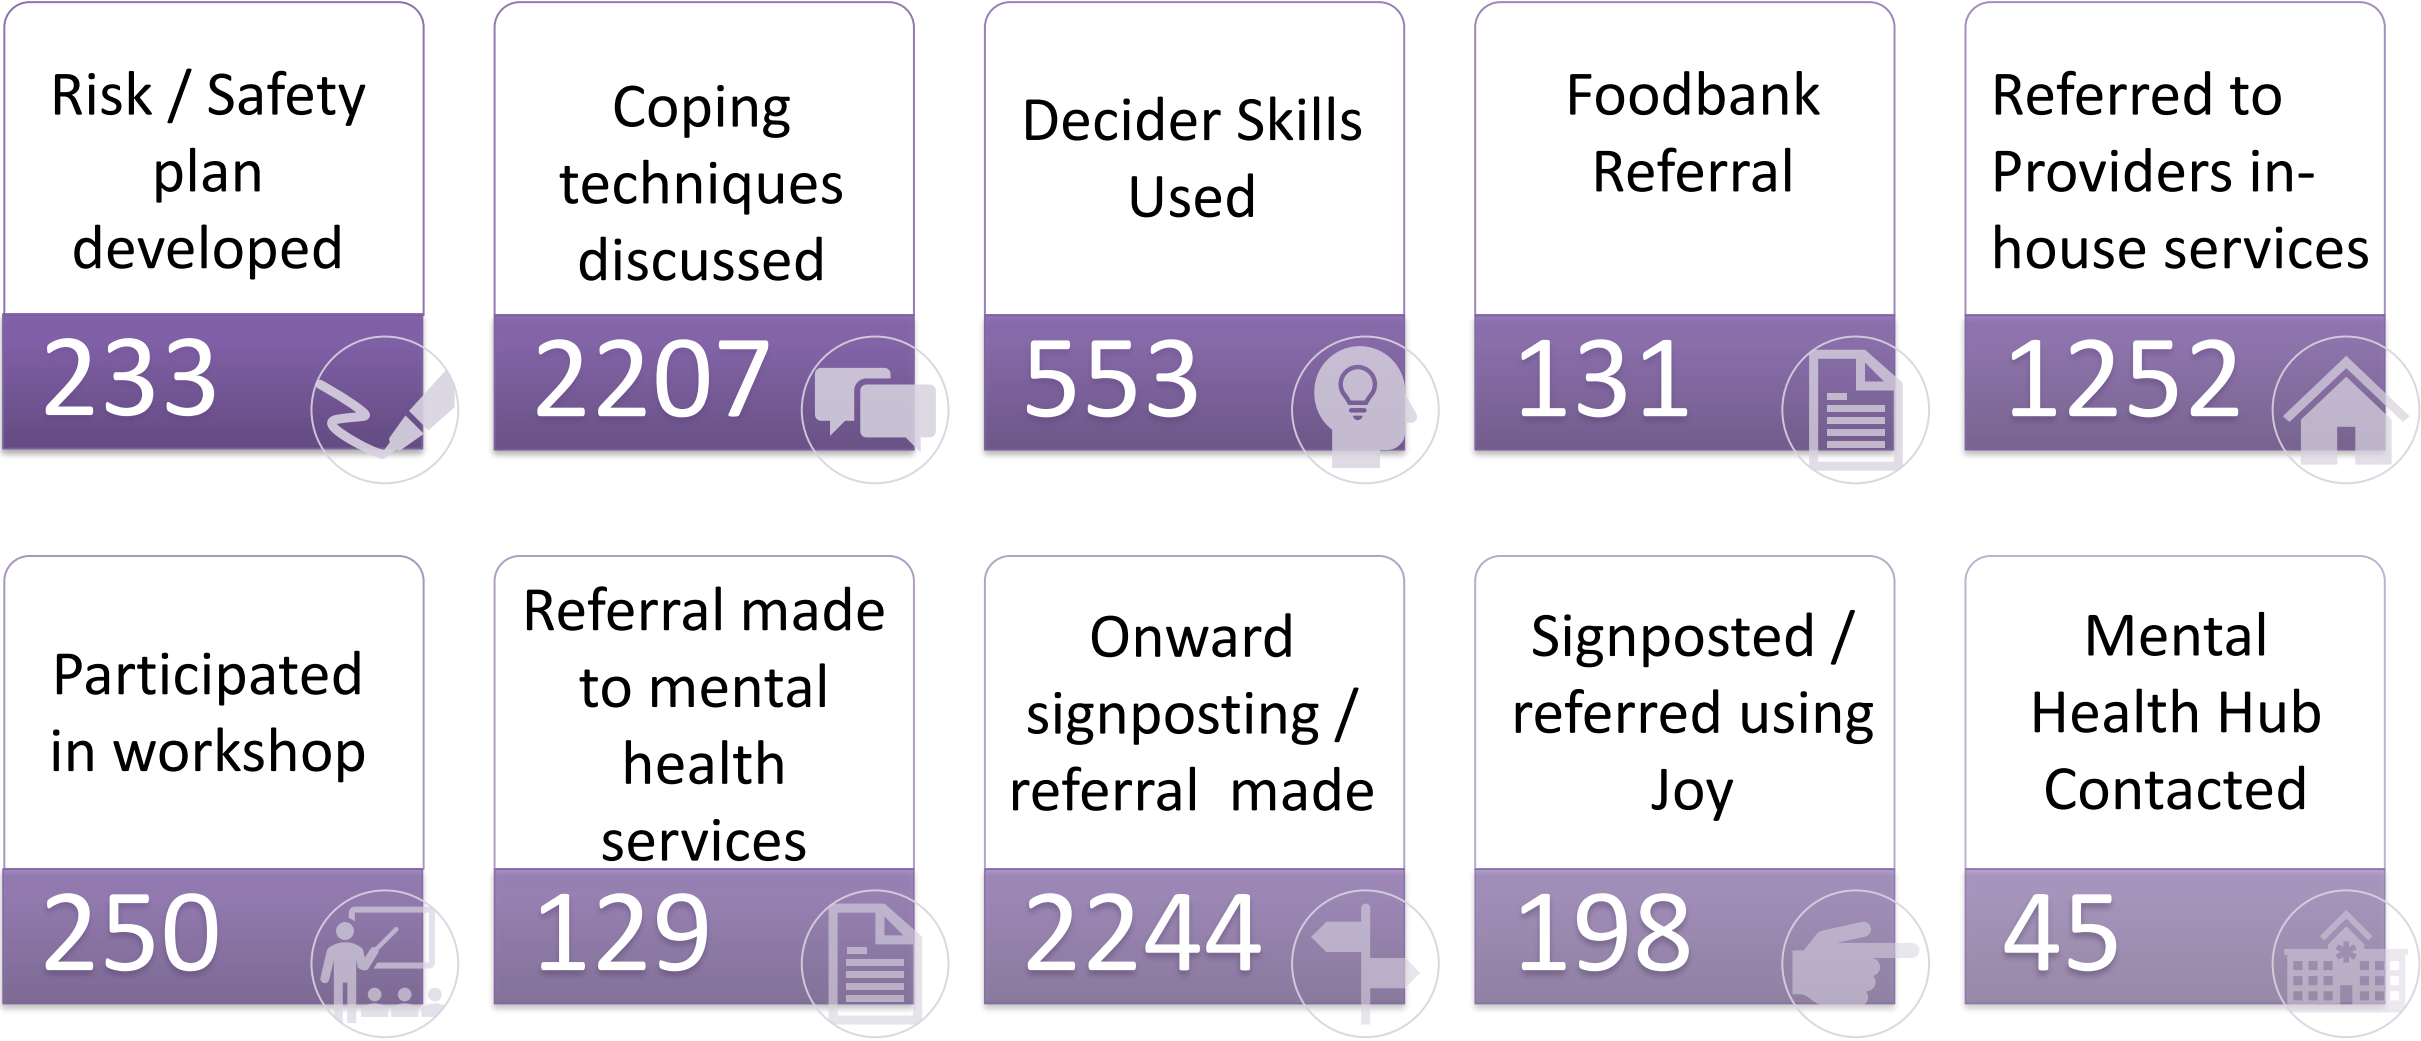 Risk / Safety
plan
developed
233
Coping
techniques
discussed
2207
Decider Skills
Used
553
Foodbank
Referral
131
Referred to
Providers in-
house services
1252
Participated
in workshop
250
Referral made
to mental
health
services
129
Onward
signposting /
referral  made
2244
Signposted /
referred using
Joy
198
Mental
Health Hub
Contacted
45